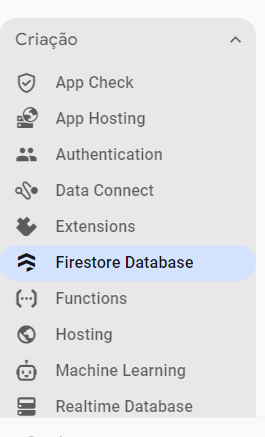 Criação
App Check
App Hosting
Authentication
Data Connect
Extensions
Firestore Database
Functions
Hosting
Machine Learning
Realtime Database